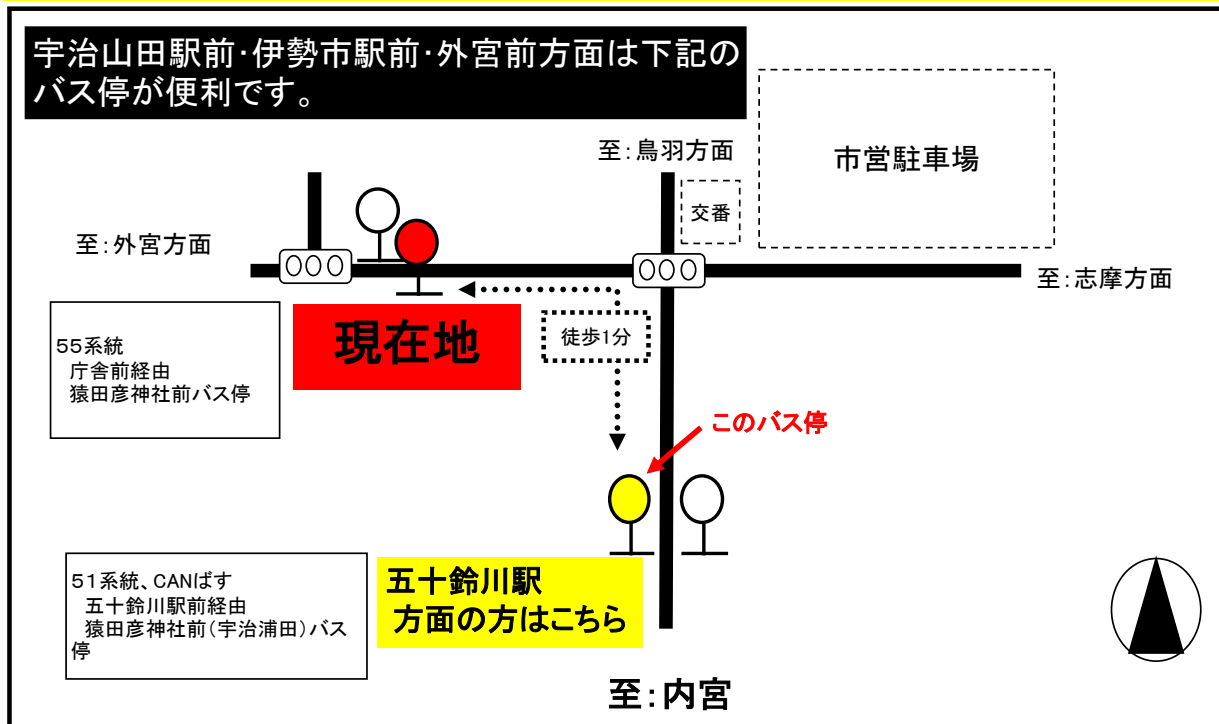 宇治山田駅前･伊勢市駅前･外宮前方面は下記の
バス停が便利です。
至：鳥羽方面
市営駐車場
交番
至：外宮方面
至：志摩方面
現在地
徒歩1分
55系統
庁舎前経由
猿田彦神社前バス停
このバス停
51系統、CANばす
五十鈴川駅前経由
猿田彦神社前（宇治浦田）バス
停
五十鈴川駅
方面の方はこちら
至：内宮